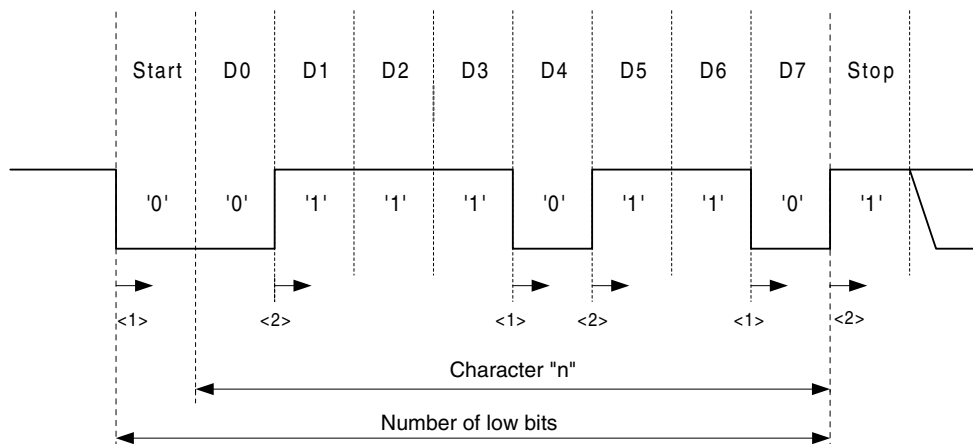 Start D0 D1 D2 D3 D4 D5 D6 D7 Stop
'0' '0' '1' '1' '1' '0' '1' '1' '0' '1'
<1> <2> <1> <2> <1> <2>
Character "n"
Number of low bits